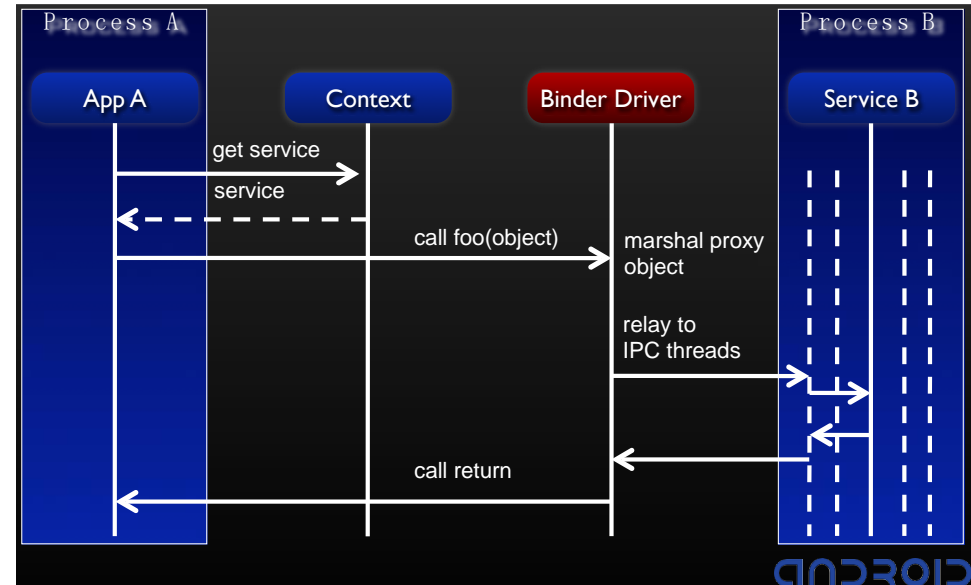 Process A
Process B
App A
Context
Binder Driver
Service B
get service
service
call foo(object)
marshal proxy
object
relay to
IPC threads
call return
ANDROID